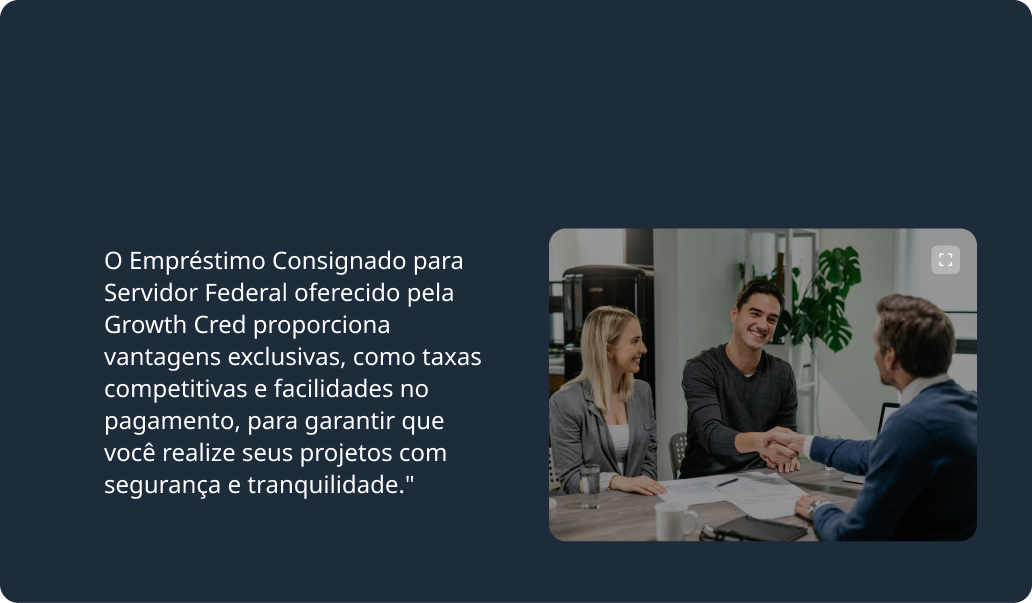 O Empréstimo Consignado para
Servidor Federal oferecido pela
Growth Cred proporciona
vantagens exclusivas, como taxas
competitivas e facilidades no
pagamento, para garantir que
você realize seus projetos com
segurança e tranquilidade."